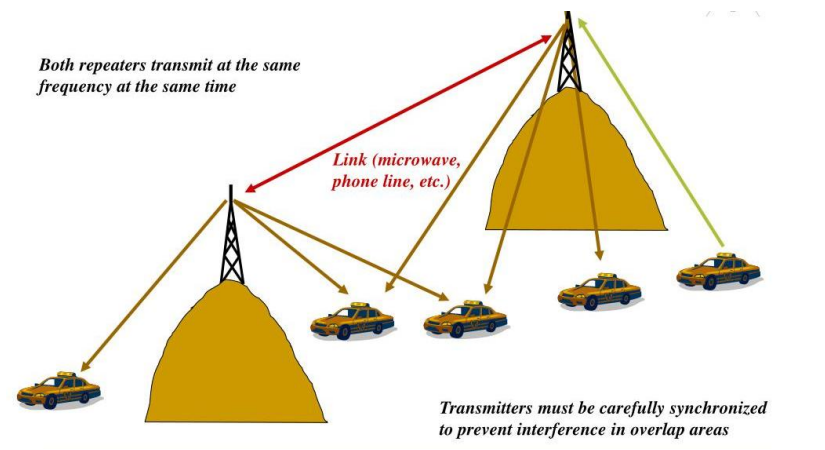 Both repeaters transmit at the same
frequency at the same time
Link (microwave,
phone line, etc.)
Transmitters must be carefully synchronized
to prevent interference in overlap areas